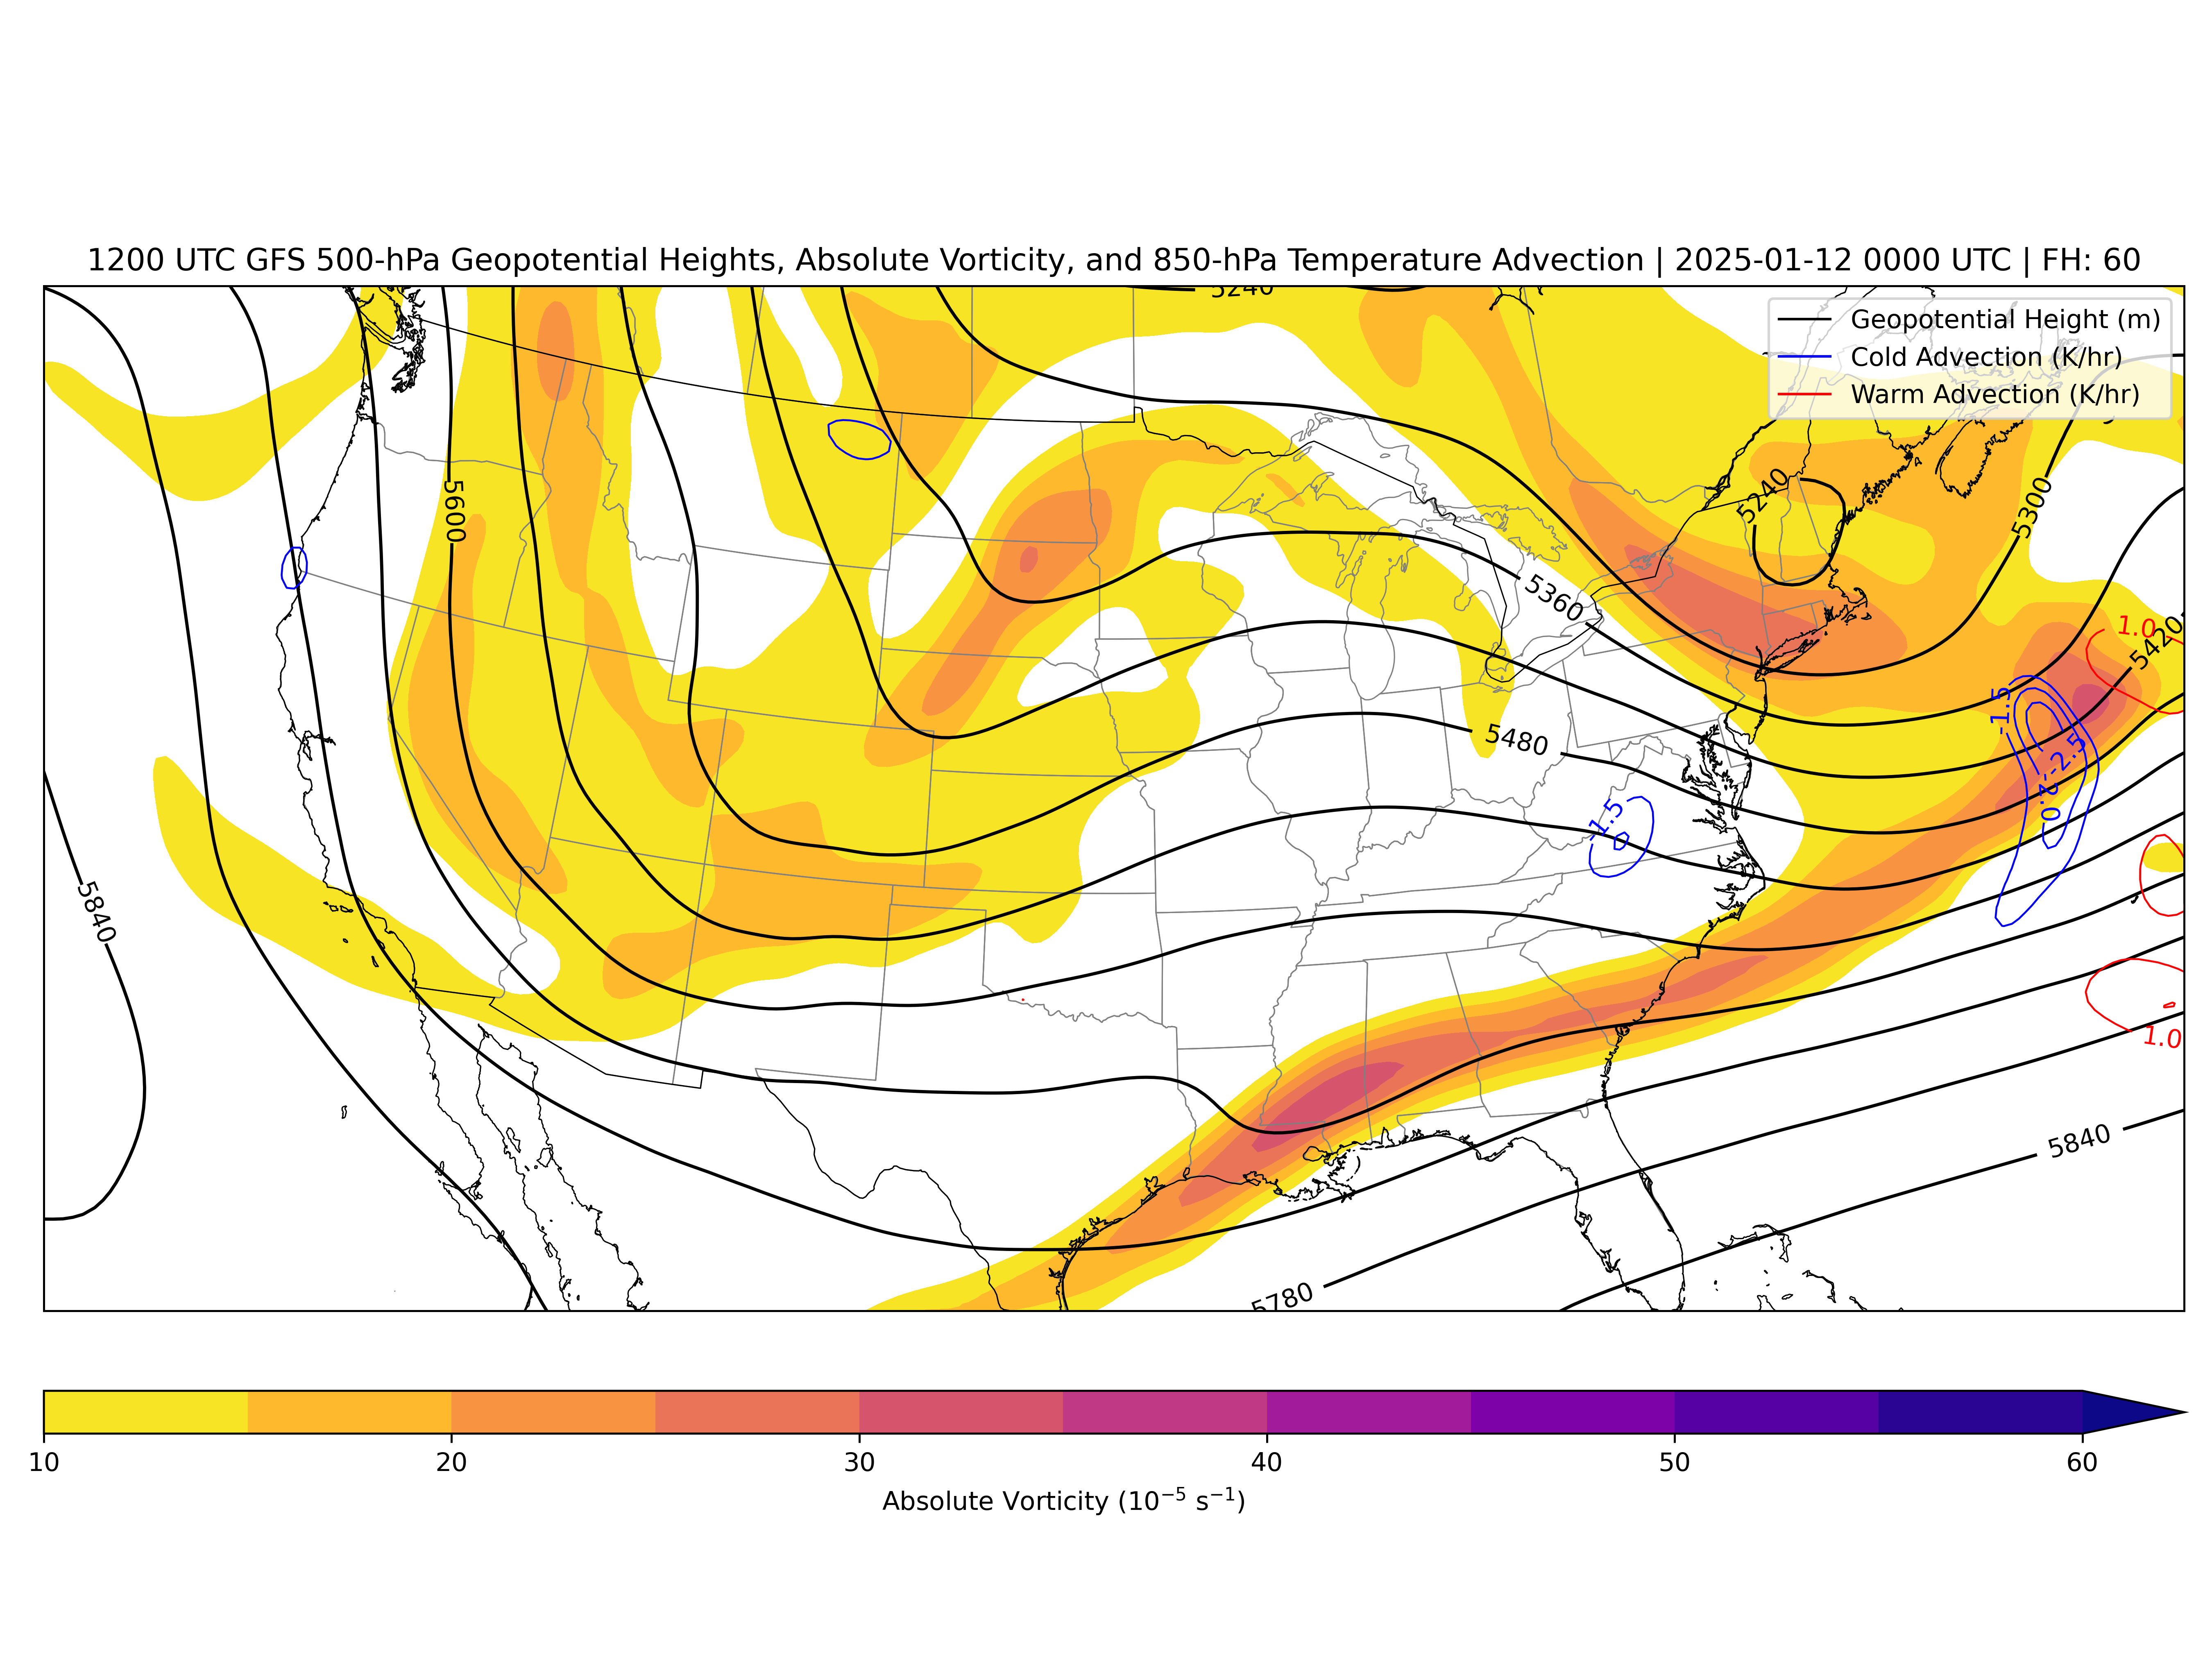 1200 UTC GFS 500-hPa Geopotential Heights, Absolute Vorticity, and 850-hPa Temperature Advection | 2025-01-12 0000 UTC | FH: 60
5240
Geopotential Height (m)
Cold Advection (K/hr)
Warm Advection (K/hr)
5600
5240
5300
5360
1.0
5420
-1.5
5480
-2.5
-2.0
-1.5
5840
1.0
5840
5780
10 20 30 40 50 60
Absolute Vorticity (10⁻⁵ s⁻¹)